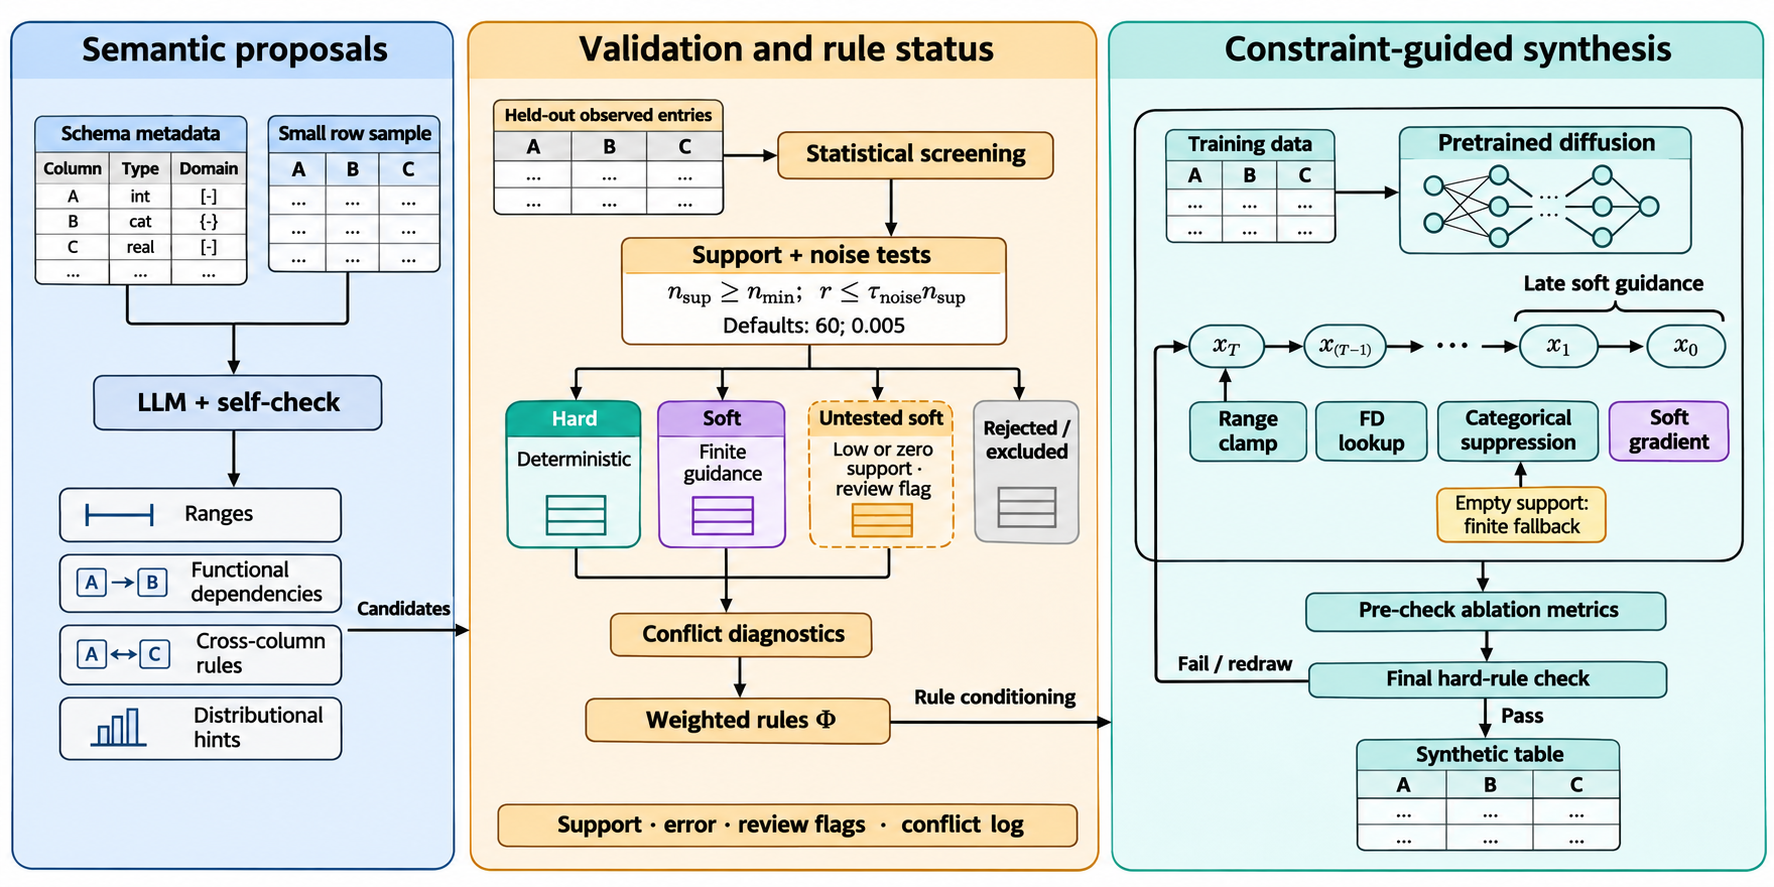 Semantic proposals
Schema metadata
Column Type Domain
A int [-]
B cat {-}
C real [-]
... ... ...
Small row sample
A B C
... ... ...
... ... ...
... ... ...
LLM + self-check
Ranges
A → B Functional
dependencies
A ↔ C Cross-column
rules
Distributional
hints
Candidates
Validation and rule status
Held-out observed entries
A B C
... ... ...
... ... ...
Statistical screening
Support + noise tests
n_sup ≥ n_min; r ≤ τ_noise n_sup
Defaults: 60; 0.005
Hard
Deterministic
Soft
Finite
guidance
Untested soft
Low or zero
support ·
review flag
Rejected /
excluded
Conflict diagnostics
Weighted rules Φ
Rule conditioning
Support · error · review flags · conflict log
Constraint-guided synthesis
Training data
A B C
... ... ...
... ... ...
Pretrained diffusion
...
...
Late soft guidance
x_T x_(T−1) ... x_1 x_0
Range
clamp
FD
lookup
Categorical
suppression
Soft
gradient
Empty support:
finite fallback
Pre-check ablation metrics
Fail / redraw
Final hard-rule check
Pass
Synthetic table
A B C
... ... ...
... ... ...